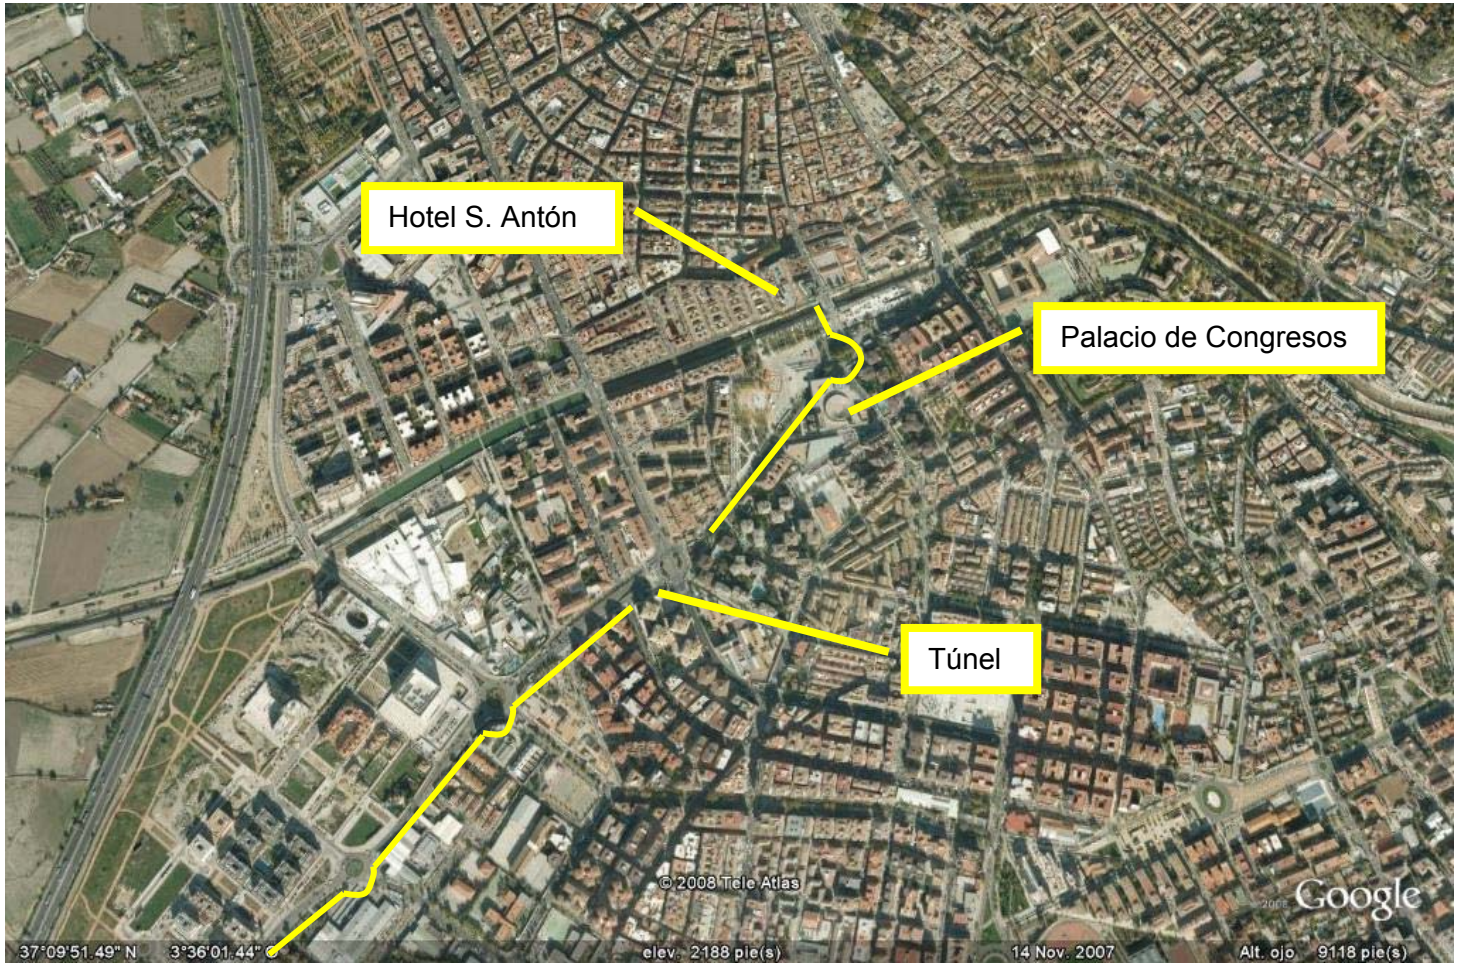 Hotel S. Antón
Palacio de Congresos
Túnel
© 2008 Tele Atlas
© 2008 Google
37°09'51.49" N 3°36'01.44" O elev. 2188 pie(s) 14 Nov. 2007 Alt. ojo 9118 pie(s)